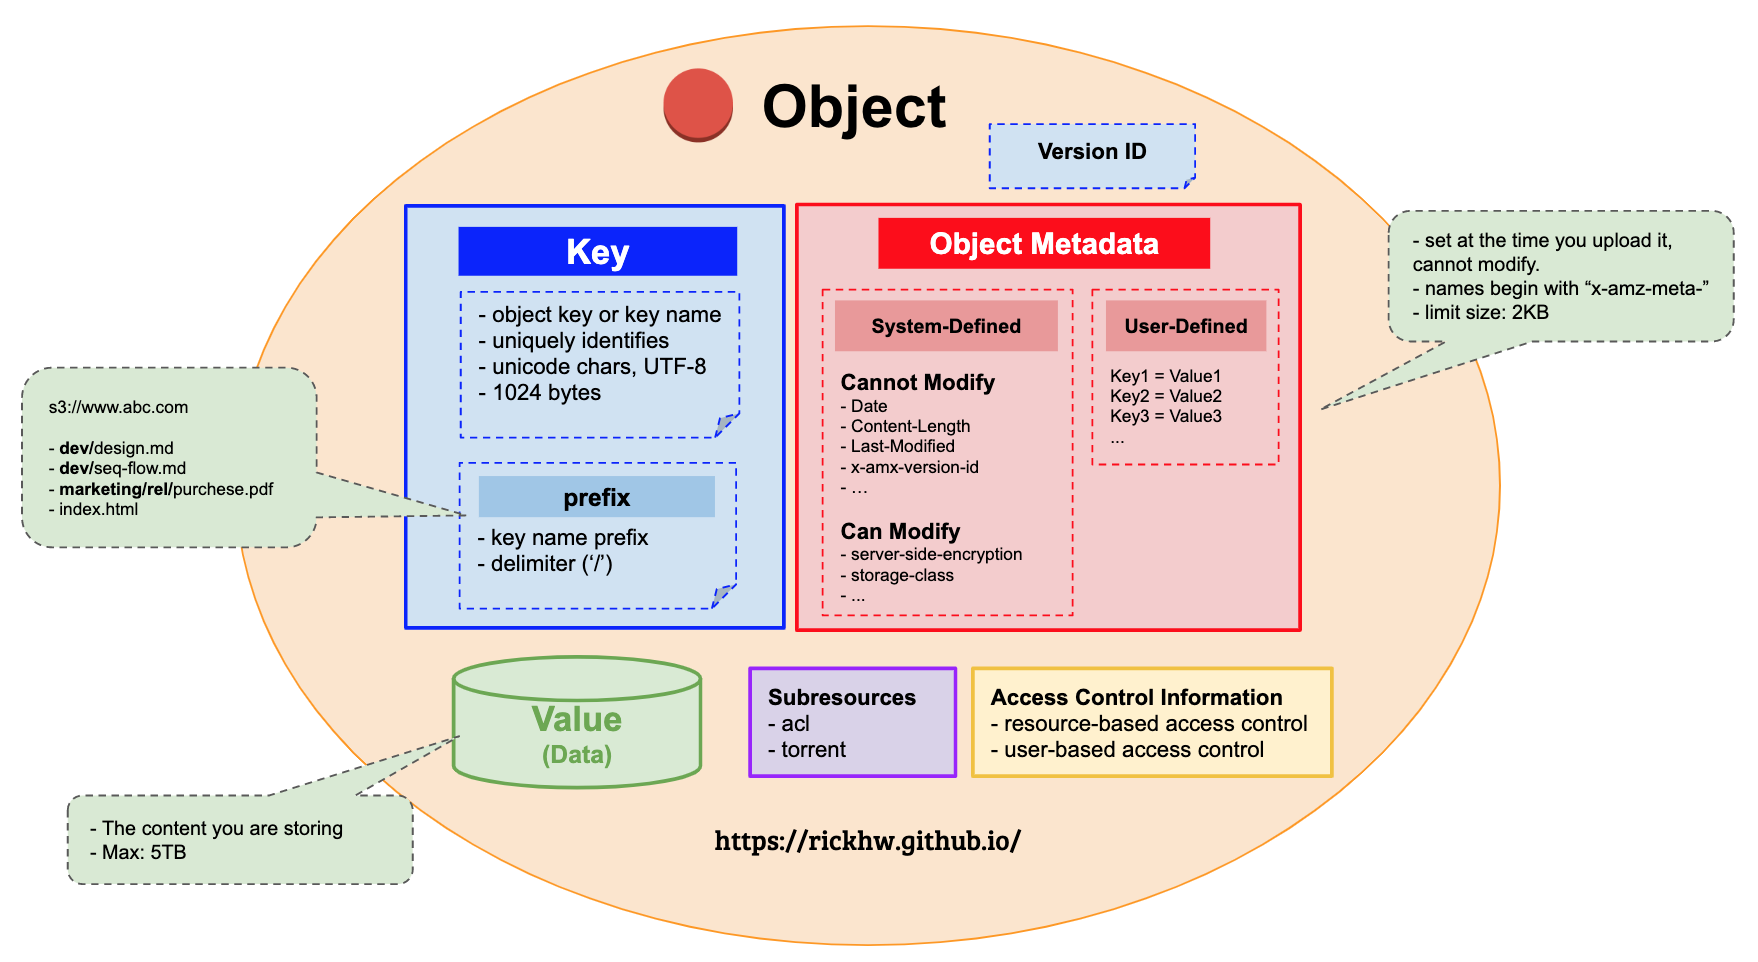 Object
Version ID
Key
- object key or key name
- uniquely identifies
- unicode chars, UTF-8
- 1024 bytes
prefix
- key name prefix
- delimiter (‘/’)
Object Metadata
System-Defined
Cannot Modify
- Date
- Content-Length
- Last-Modified
- x-amx-version-id
- ...
Can Modify
- server-side-encryption
- storage-class
- ...
User-Defined
Key1 = Value1
Key2 = Value2
Key3 = Value3
...
- set at the time you upload it,
cannot modify.
- names begin with “x-amz-meta-”
- limit size: 2KB
s3://www.abc.com
- dev/design.md
- dev/seq-flow.md
- marketing/rel/purchese.pdf
- index.html
Value
(Data)
- The content you are storing
- Max: 5TB
Subresources
- acl
- torrent
Access Control Information
- resource-based access control
- user-based access control
https://rickhw.github.io/